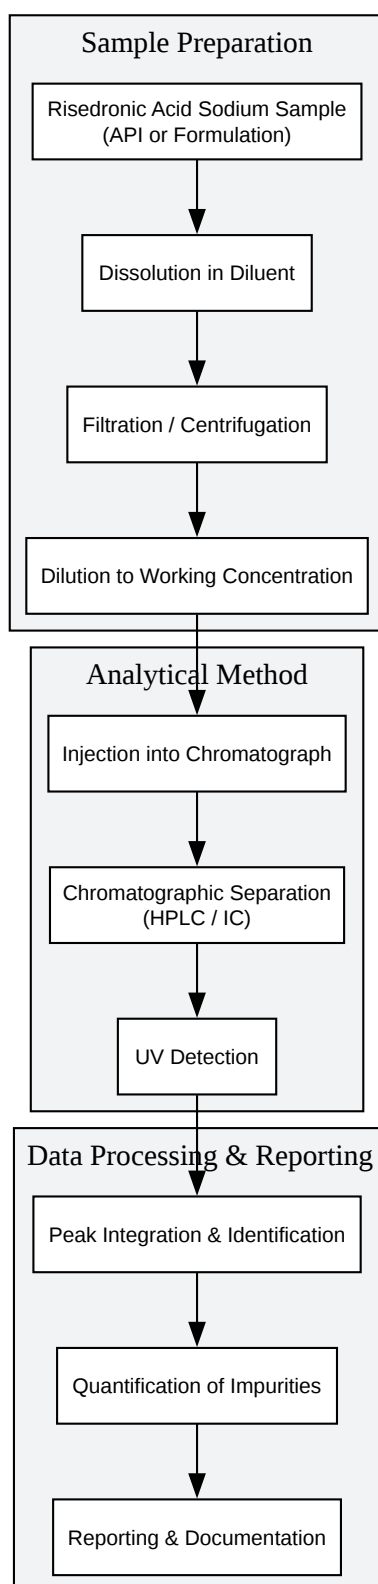 Sample Preparation
Risedronic Acid Sodium Sample
(API or Formulation)
Dissolution in Diluent
Filtration / Centrifugation
Dilution to Working Concentration
Analytical Method
Injection into Chromatograph
Chromatographic Separation
(HPLC / IC)
UV Detection
Data Processing & Reporting
Peak Integration & Identification
Quantification of Impurities
Reporting & Documentation